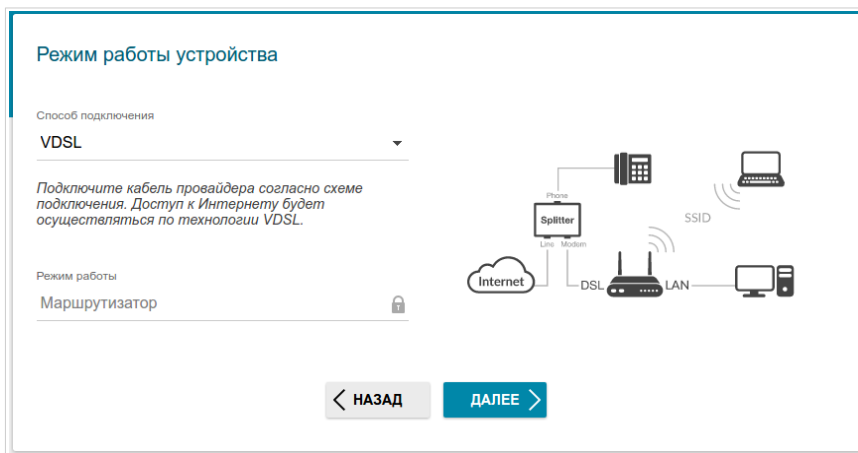 Режим работы устройства
Способ подключения
VDSL
Подключите кабель провайдера согласно схеме
подключения. Доступ к Интернету будет
осуществляться по технологии VDSL.
Режим работы
Маршрутизатор
Phone
Splitter
Line Modem
SSID
Internet
DSL
LAN
НАЗАД
ДАЛЕЕ